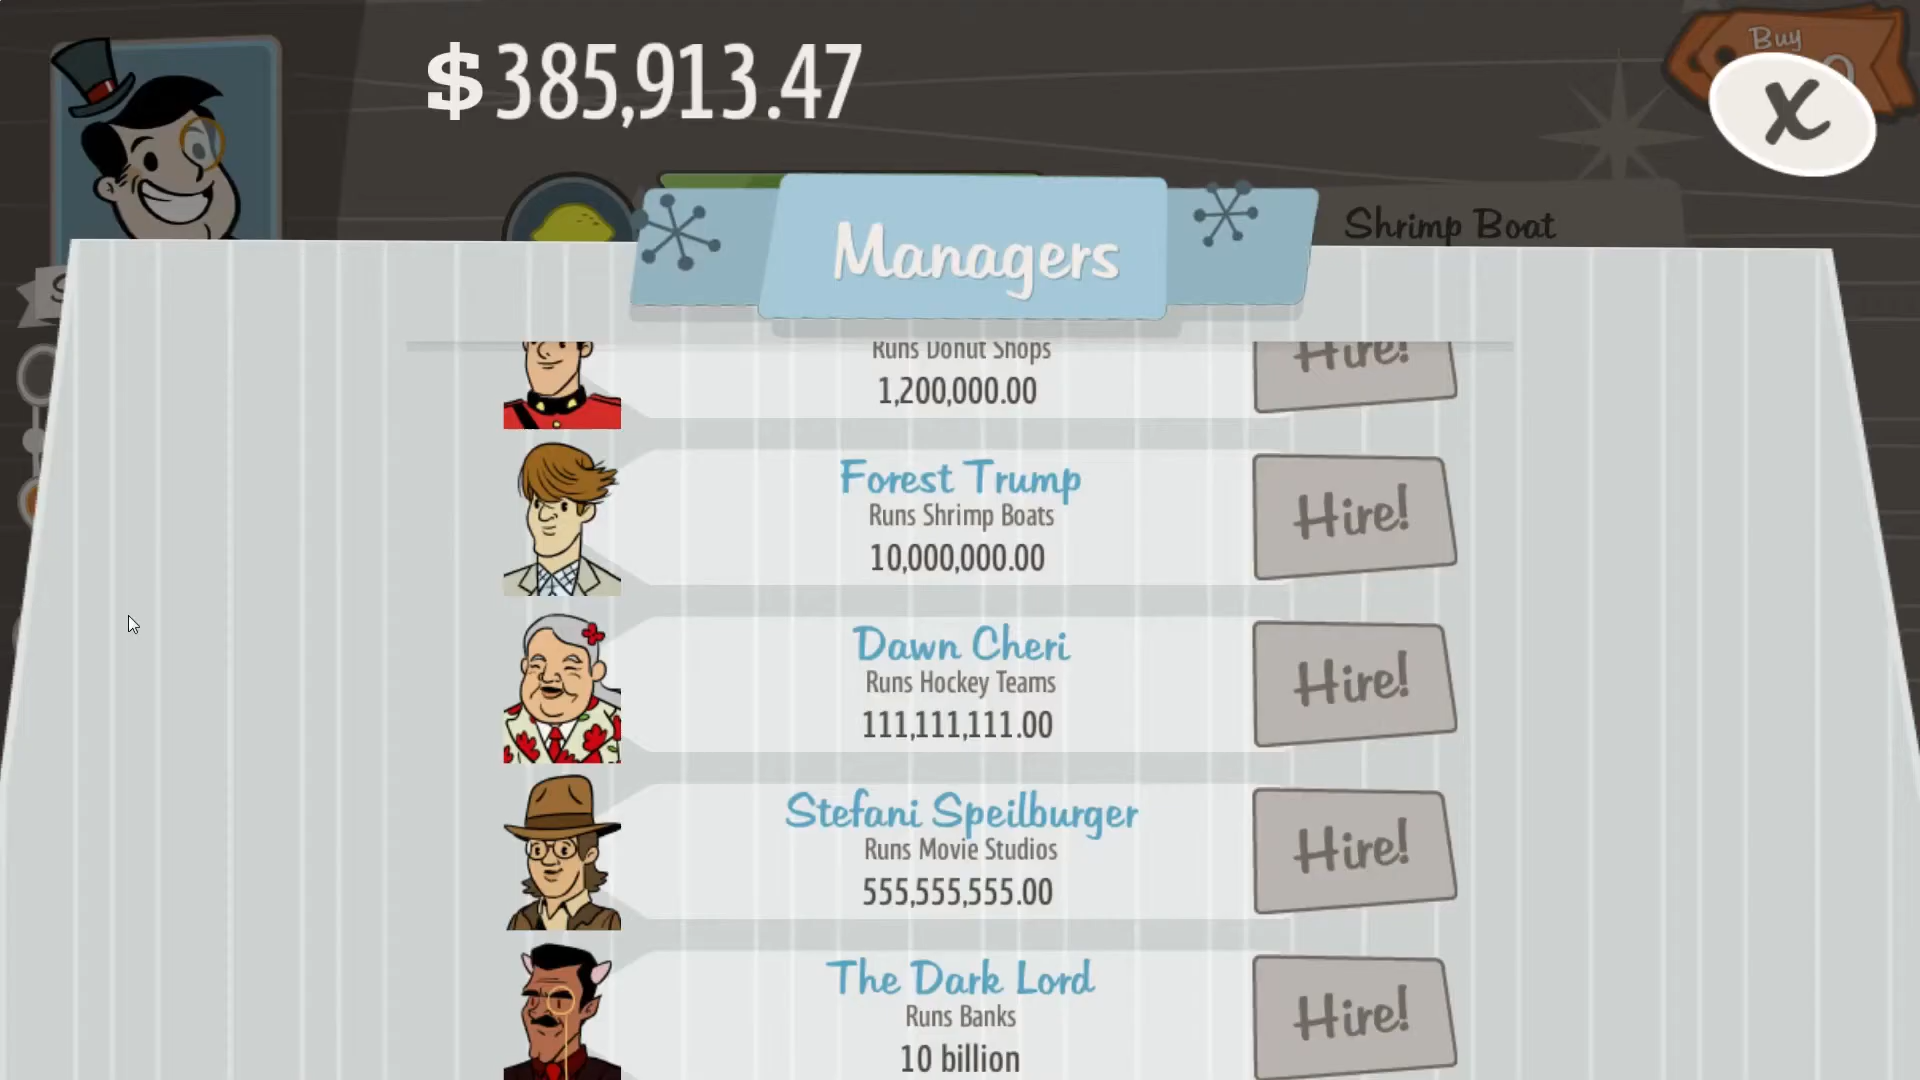 $385,913.47
Buy
X
Managers
Shrimp Boat
Runs Donut Shops
1,200,000.00
Hire!
Forest Trump
Runs Shrimp Boats
10,000,000.00
Hire!
Dawn Cheri
Runs Hockey Teams
111,111,111.00
Hire!
Stefani Speilburger
Runs Movie Studios
555,555,555.00
Hire!
The Dark Lord
Runs Banks
10 billion
Hire!